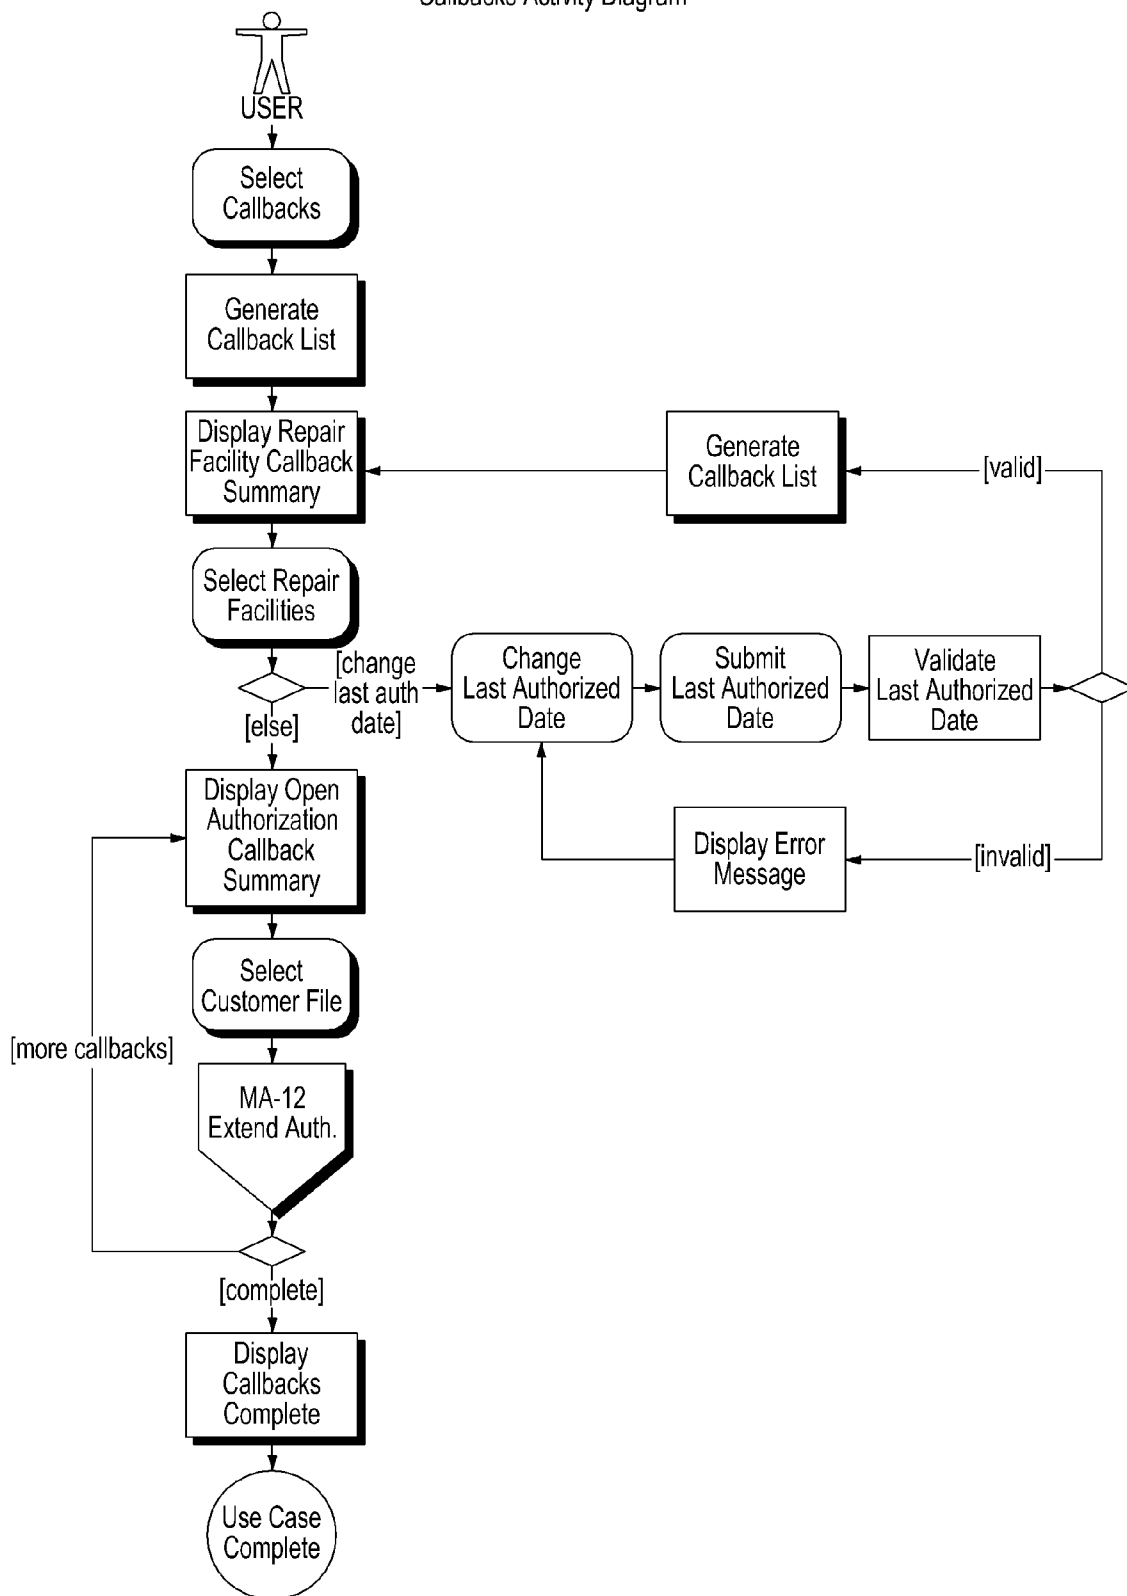 Callbacks Activity Diagram
USER
Select
Callbacks
Generate
Callback List
Display Repair
Facility Callback
Summary
Generate
Callback List
[valid]
Select Repair
Facilities
[change
last auth
date]
[else]
Change
Last Authorized
Date
Submit
Last Authorized
Date
Validate
Last Authorized
Date
Display Open
Authorization
Callback
Summary
Display Error
Message
[invalid]
Select
Customer File
[more callbacks]
MA-12
Extend Auth.
[complete]
Display
Callbacks
Complete
Use Case
Complete